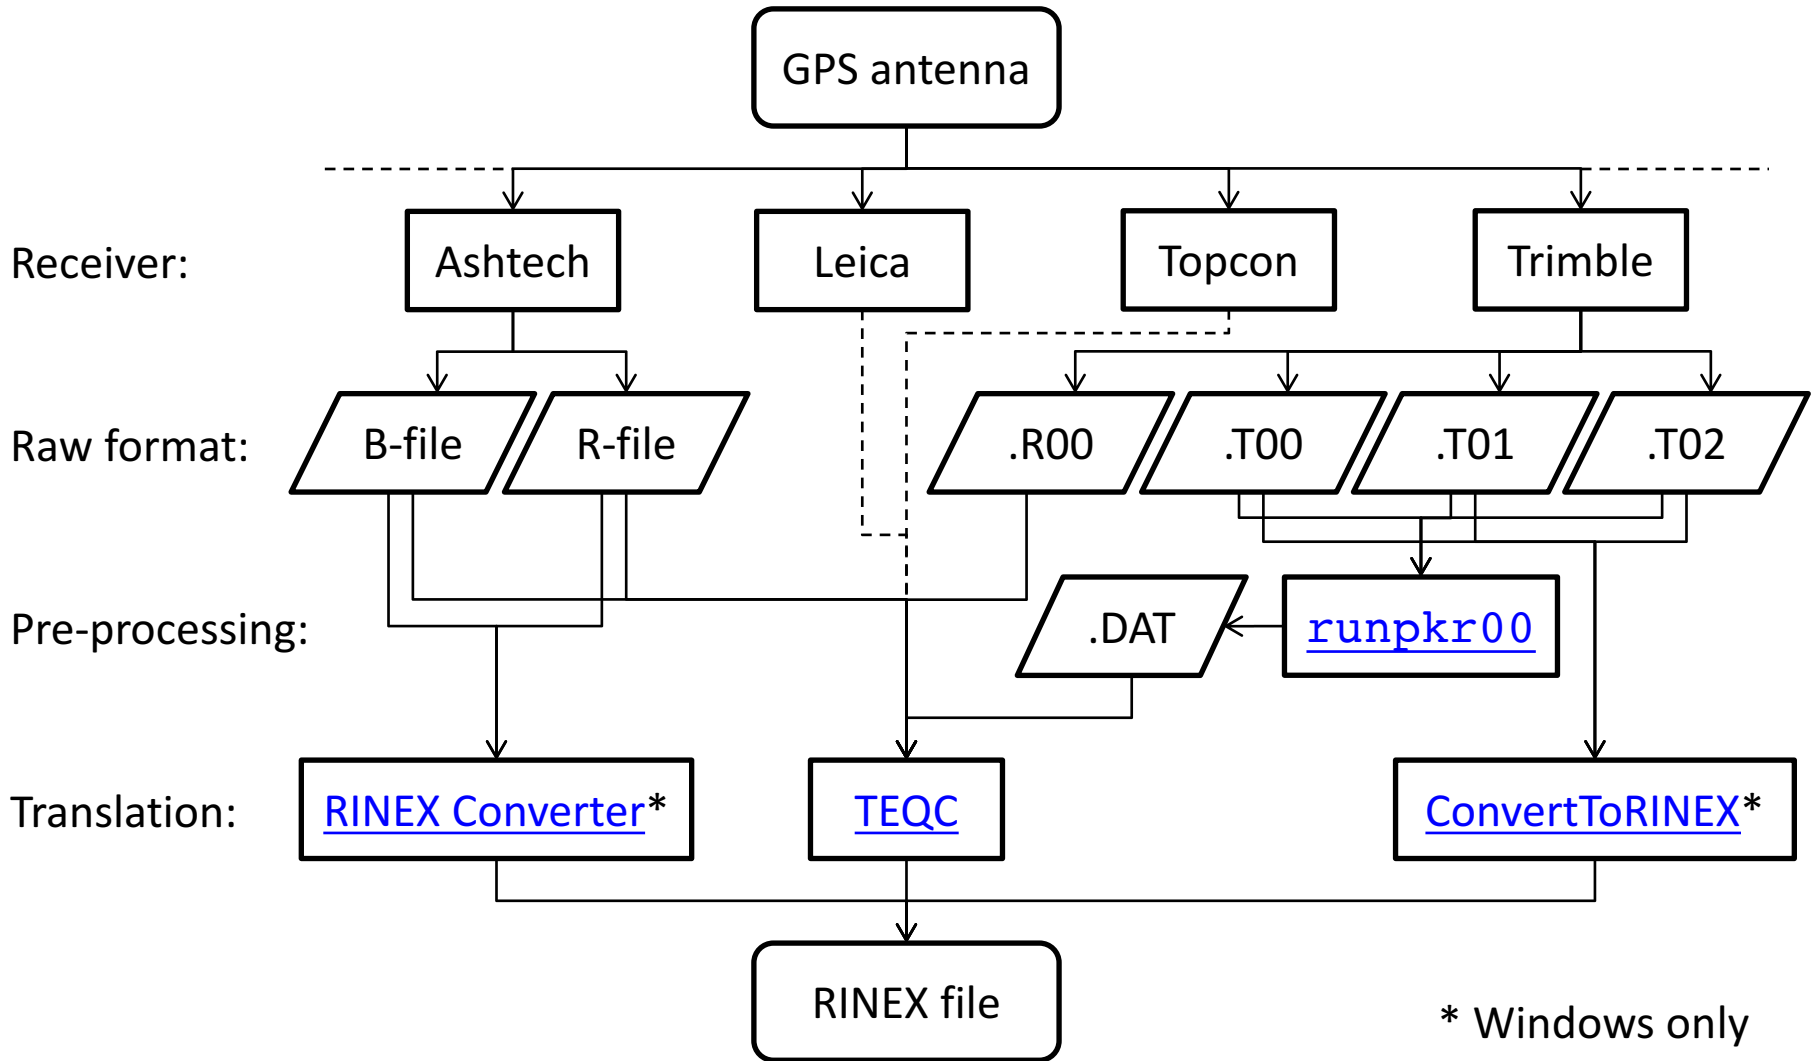 GPS antenna
Receiver:
Ashtech
Leica
Topcon
Trimble
Raw format:
B-file
R-file
.R00
.T00
.T01
.T02
Pre-processing:
.DAT
runpkr00
Translation:
RINEX Converter*
TEQC
ConvertToRINEX*
RINEX file
* Windows only